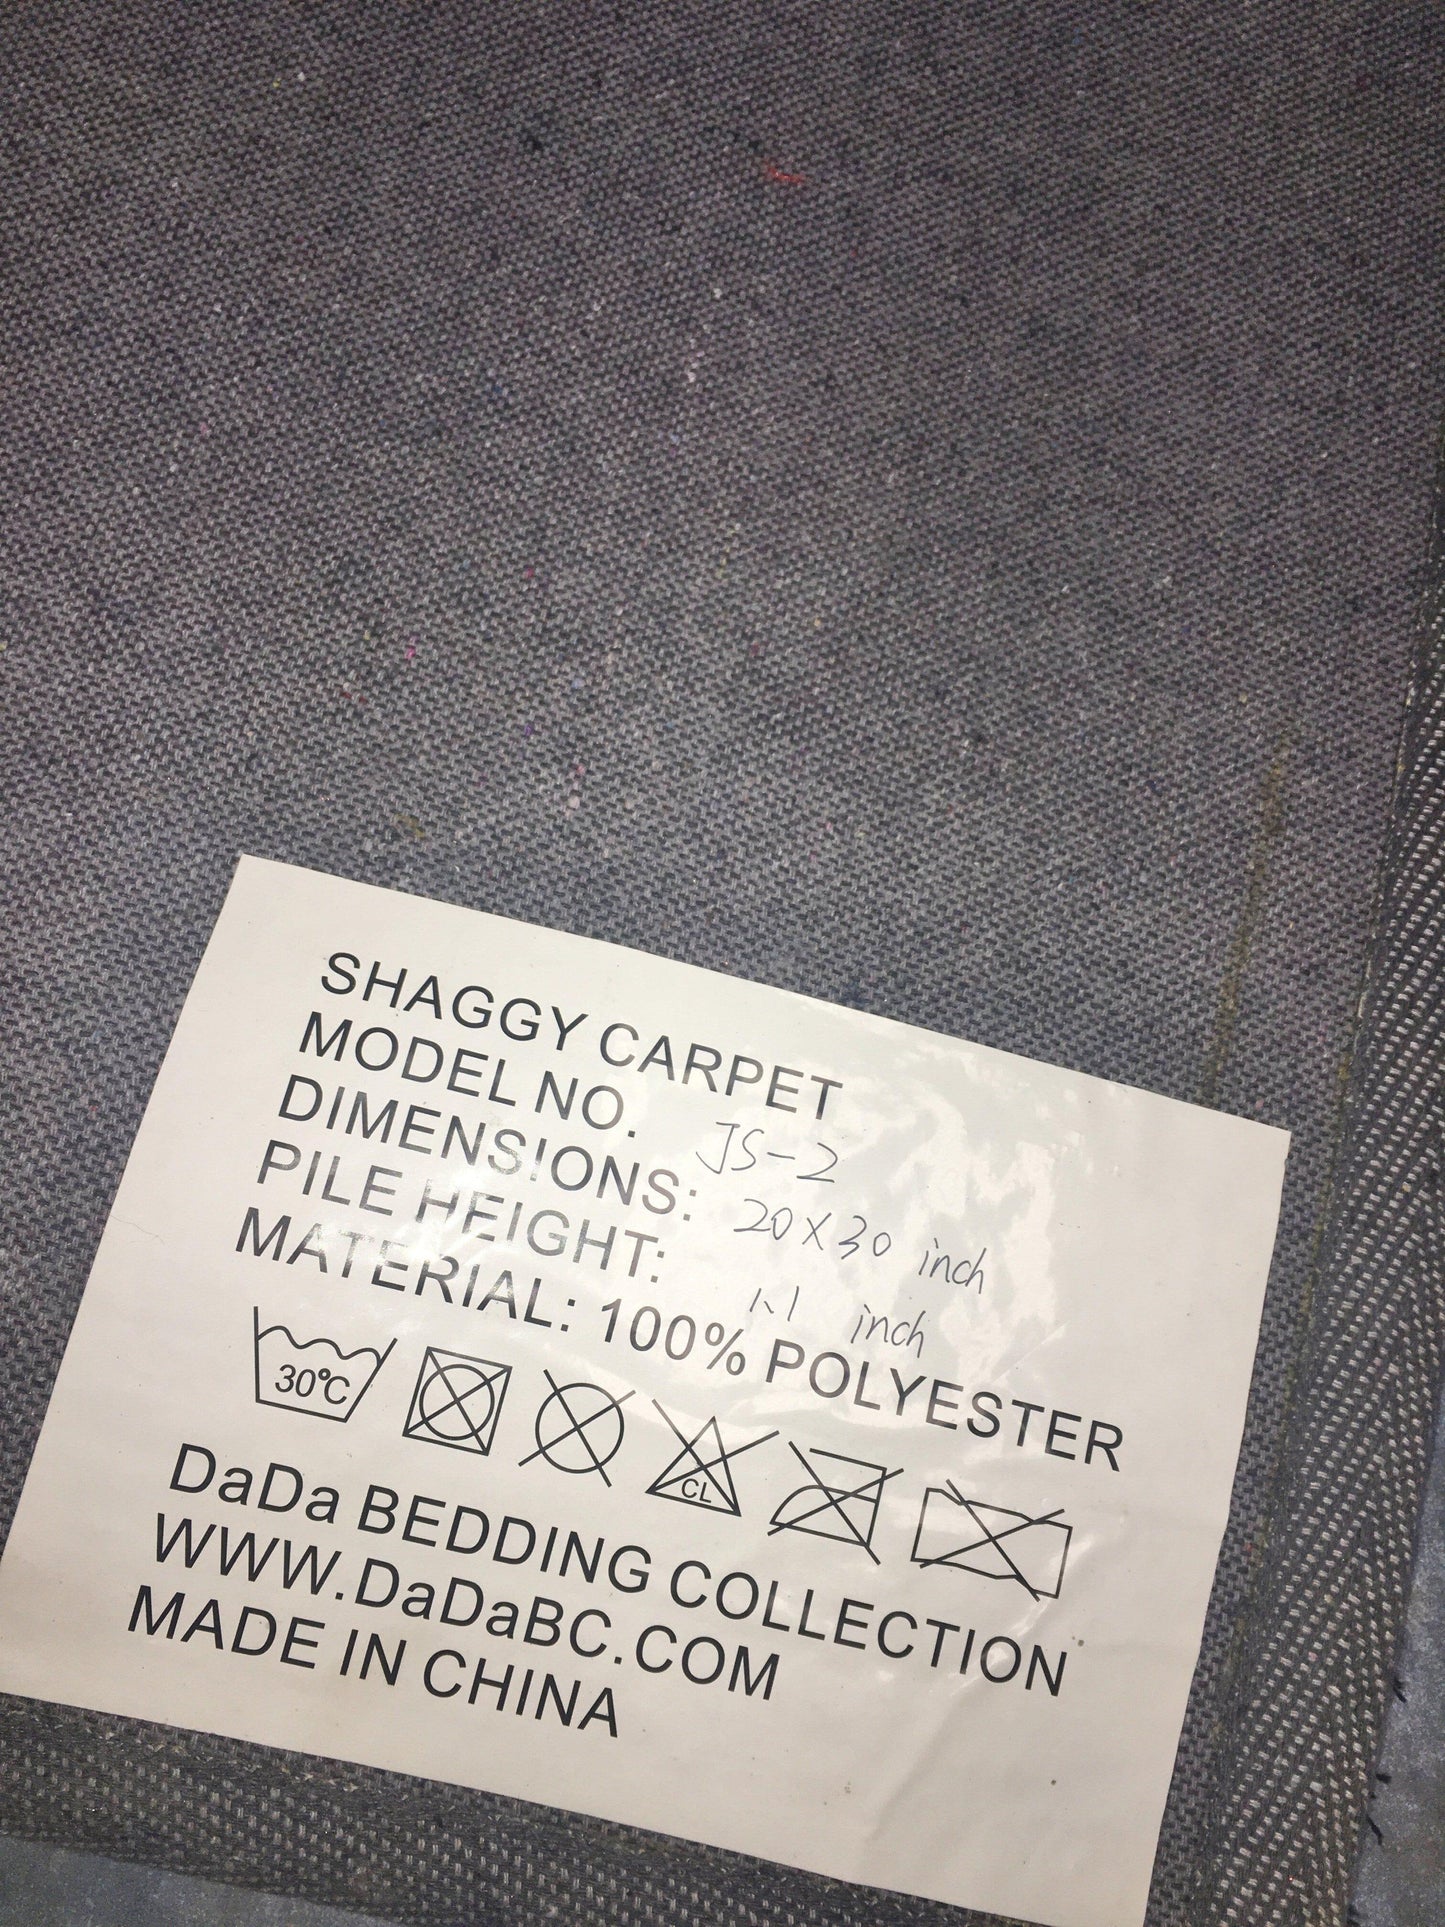 SHAGGY CARPET
MODEL NO. JS-2
DIMENSIONS: 20X30 inch
PILE HEIGHT: 1.1 inch
MATERIAL: 100% POLYESTER
30°C CL
DaDa BEDDING COLLECTION
WWW.DaDaBC.COM
MADE IN CHINA